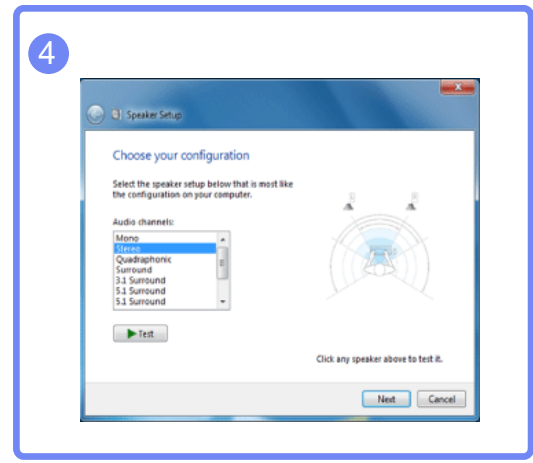 4
Speaker Setup
Choose your configuration
Select the speaker setup below that is most like
the configuration on your computer.
Audio channels:
Mono
Stereo
Quadraphonic
Surround
3.1 Surround
5.1 Surround
5.1 Surround
Test
L R
Click any speaker above to test it.
Next Cancel